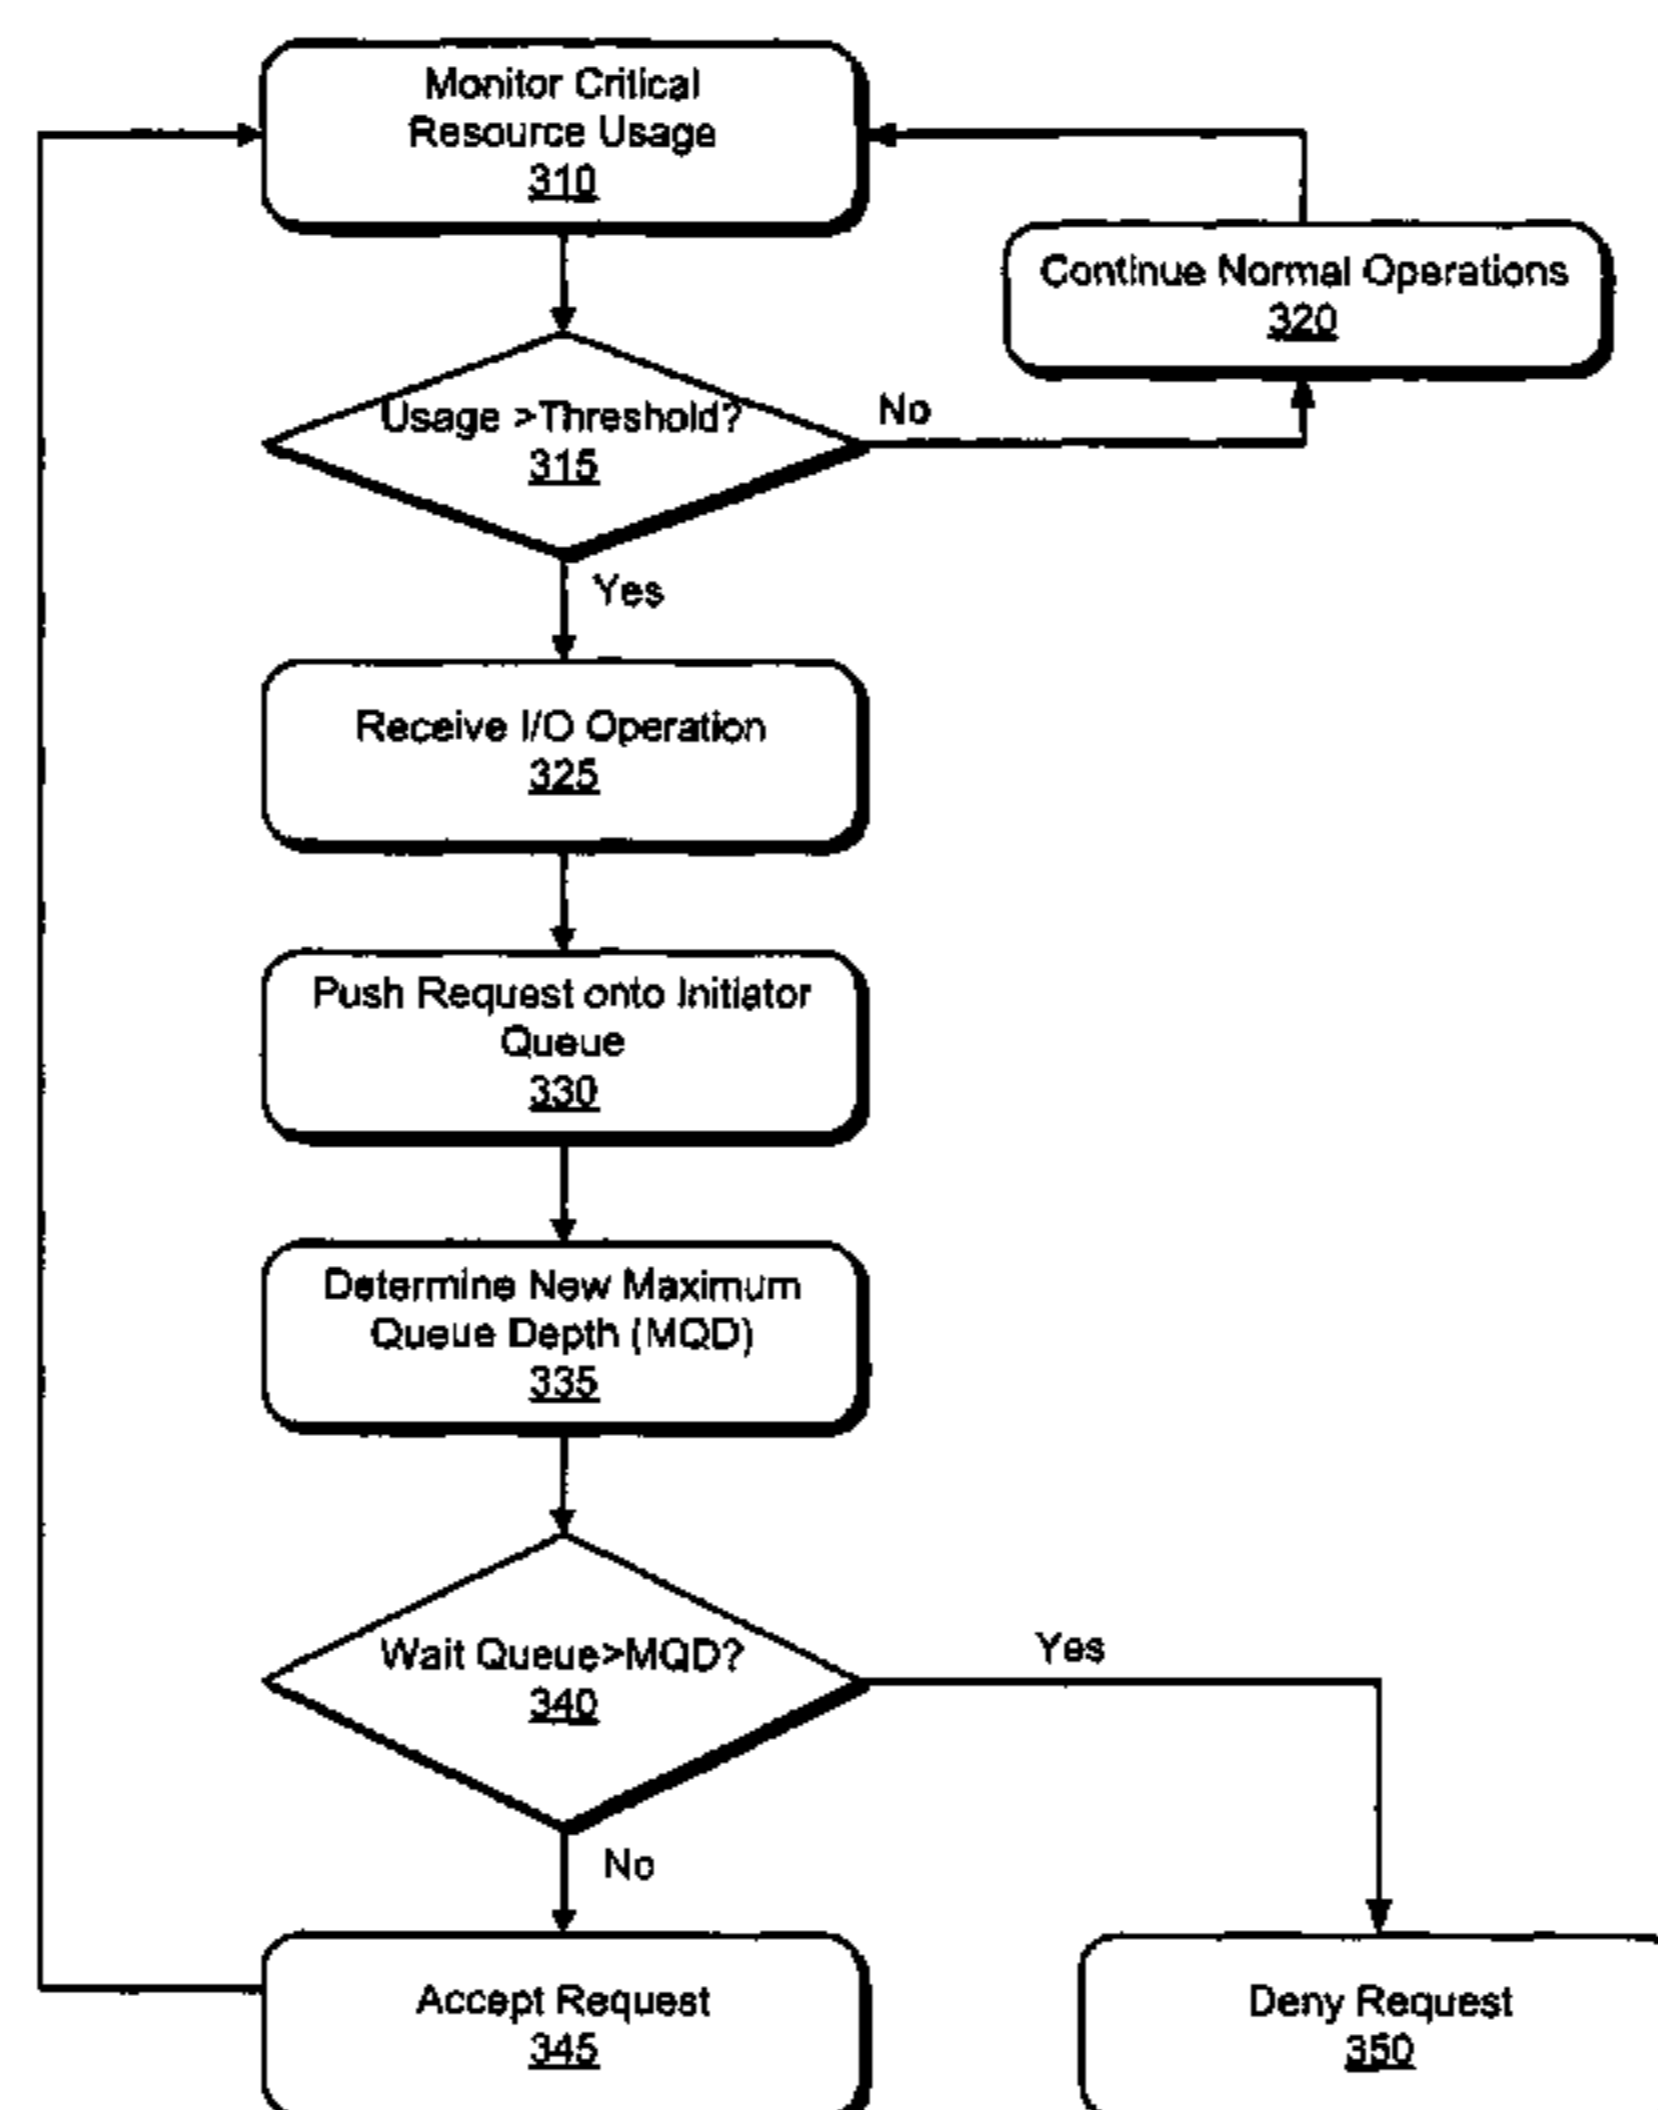 Monitor Critical
Resource Usage
310
Continue Normal Operations
320
Usage >Threshold?
315
No
Yes
Receive I/O Operation
325
Push Request onto Initiator
Queue
330
Determine New Maximum
Queue Depth (MQD)
335
Wait Queue>MQD?
340
Yes
No
Accept Request
345
Deny Request
350